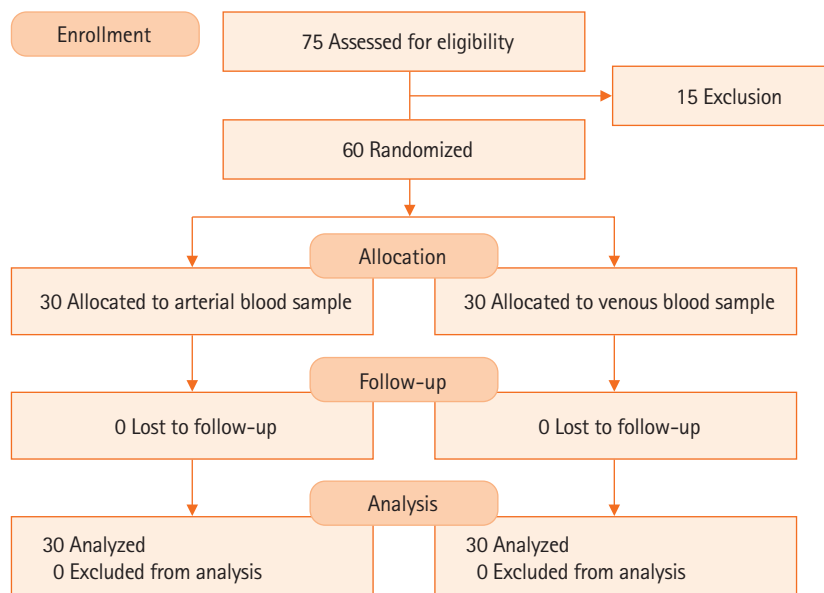 Enrollment
75 Assessed for eligibility
15 Exclusion
60 Randomized
Allocation
30 Allocated to arterial blood sample
30 Allocated to venous blood sample
Follow-up
0 Lost to follow-up
0 Lost to follow-up
Analysis
30 Analyzed
0 Excluded from analysis
30 Analyzed
0 Excluded from analysis